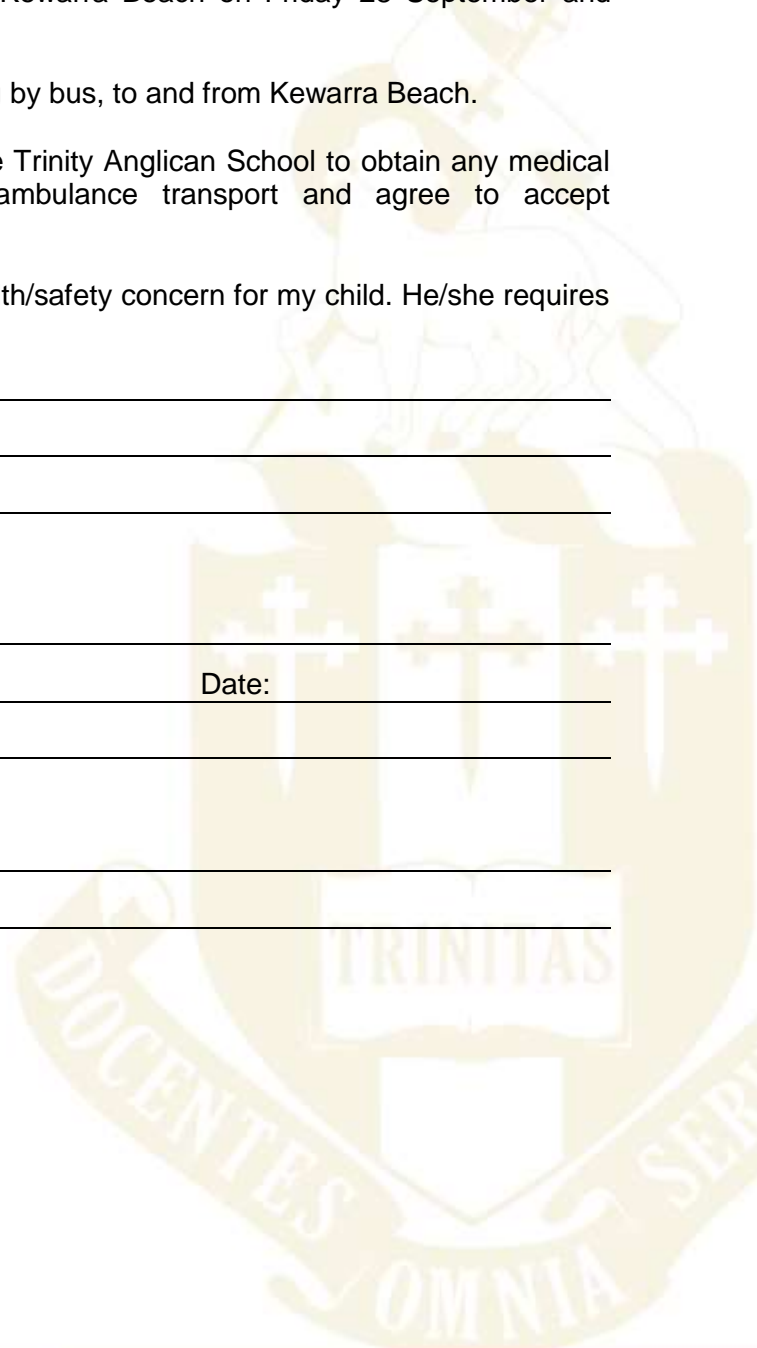 by bus, to and from Kewarra Beach.
Trinity Anglican School to obtain any medical
ambulance transport and agree to accept
th/safety concern for my child. He/she requires
Date:
TRINITAS
DOCENTES OMNIA